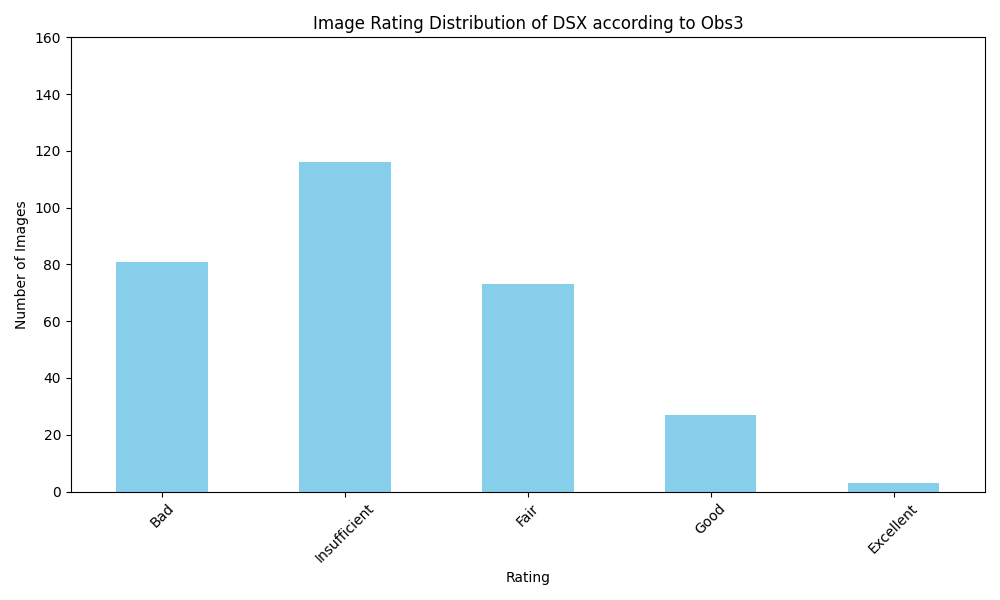 Image Rating Distribution of DSX according to Obs3
160
140
120
100
80
60
40
20
0
Number of Images
Bad
Insufficient
Fair
Good
Excellent
Rating